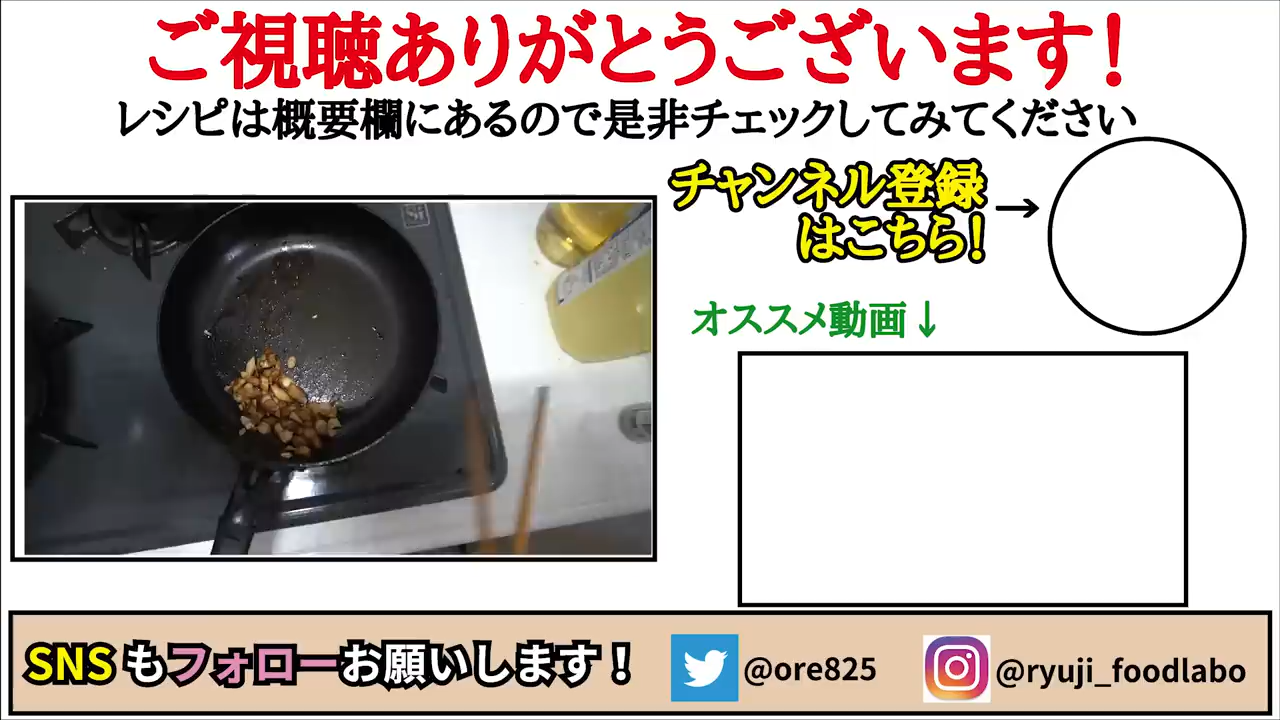 ご視聴ありがとうございます！
レシピは概要欄にあるので是非チェックしてみてください
チャンネル登録
はこちら！
→
オススメ動画↓
SNSもフォローお願いします！
@ore825
@ryuji_foodlabo